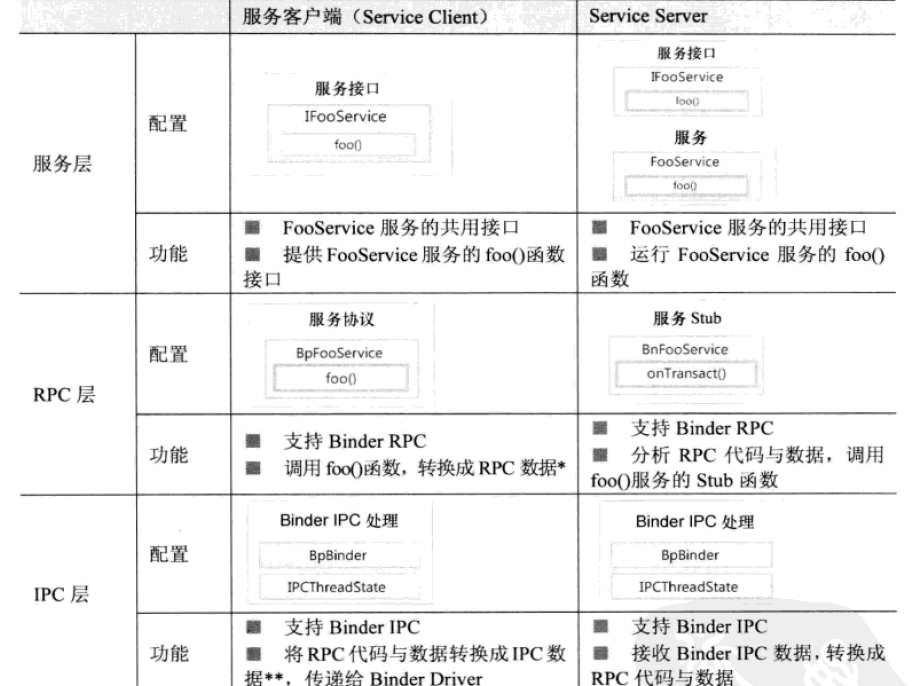 服务客户端（Service Client）
Service Server
服务层
配置
服务接口
IFooService
foo()
服务接口
IFooService
foo()
服务
FooService
foo()
功能
■ FooService 服务的共用接口
■ 提供 FooService 服务的 foo()函数
接口
■ FooService 服务的共用接口
■ 运行 FooService 服务的 foo()
函数
RPC 层
配置
服务协议
BpFooService
foo()
服务 Stub
BnFooService
onTransact()
功能
■ 支持 Binder RPC
■ 调用 foo()函数，转换成 RPC 数据*
■ 支持 Binder RPC
■ 分析 RPC 代码与数据，调用
foo()服务的 Stub 函数
IPC 层
配置
Binder IPC 处理
BpBinder
IPCThreadState
Binder IPC 处理
BpBinder
IPCThreadState
功能
■ 支持 Binder IPC
■ 将 RPC 代码与数据转换成 IPC 数
据**，传递给 Binder Driver
■ 支持 Binder IPC
■ 接收 Binder IPC 数据，转换成
RPC 代码与数据